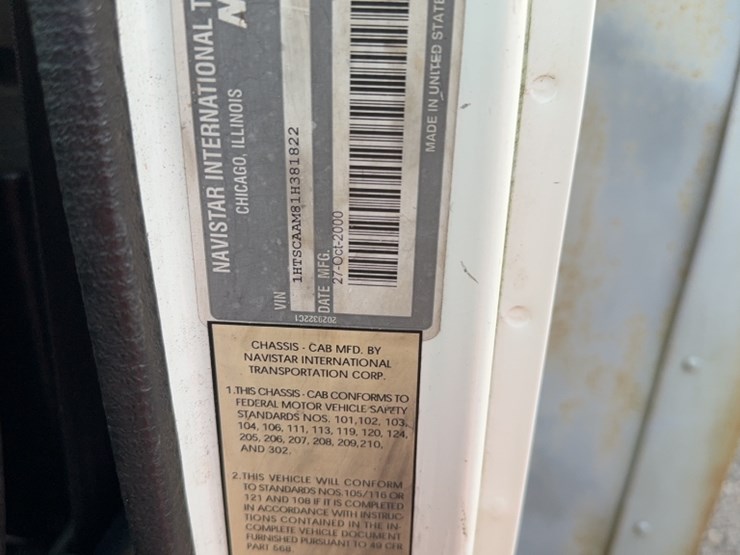 NAVISTAR INTERNATIONAL
CHICAGO, ILLINOIS
VIN
1HTSCAAM81H381822
DATE MFG.
27-Oct-2000
MADE IN UNITED STATE
2029322C1
CHASSIS - CAB MFD. BY
NAVISTAR INTERNATIONAL
TRANSPORTATION CORP.
1.THIS CHASSIS - CAB CONFORMS TO
FEDERAL MOTOR VEHICLE SAFETY
STANDARDS NOS. 101,102, 103,
104, 106, 111, 113, 119, 120, 124,
205, 206, 207, 208, 209,210,
AND 302.
2.THIS VEHICLE WILL CONFORM
TO STANDARDS NOS 105/116 OR
121 AND 108 IF IT IS COMPLETED
IN ACCORDANCE WITH INSTRUC-
TIONS CONTAINED IN THE IN-
COMPLETE VEHICLE DOCUMENT
FURNISHED PURSUANT TO 49 CFR
PART 568